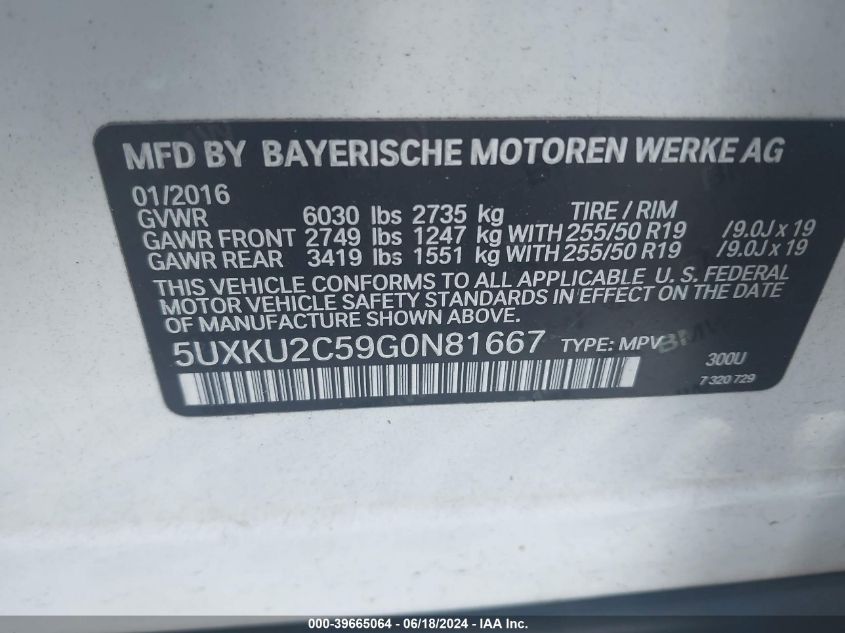 MFD BY BAYERISCHE MOTOREN WERKE AG
01/2016
GVWR 6030 lbs 2735 kg TIRE / RIM
GAWR FRONT 2749 lbs 1247 kg WITH 255/50 R19 /9.0J x 19
GAWR REAR 3419 lbs 1551 kg WITH 255/50 R19 /9.0J x 19
THIS VEHICLE CONFORMS TO ALL APPLICABLE U. S. FEDERAL
MOTOR VEHICLE SAFETY STANDARDS IN EFFECT ON THE DATE
OF MANUFACTURE SHOWN ABOVE.
5UXKU2C59G0N81667 TYPE: MPV BMW
300U
7 320 729
000-39665064 - 06/18/2024 - IAAI.com